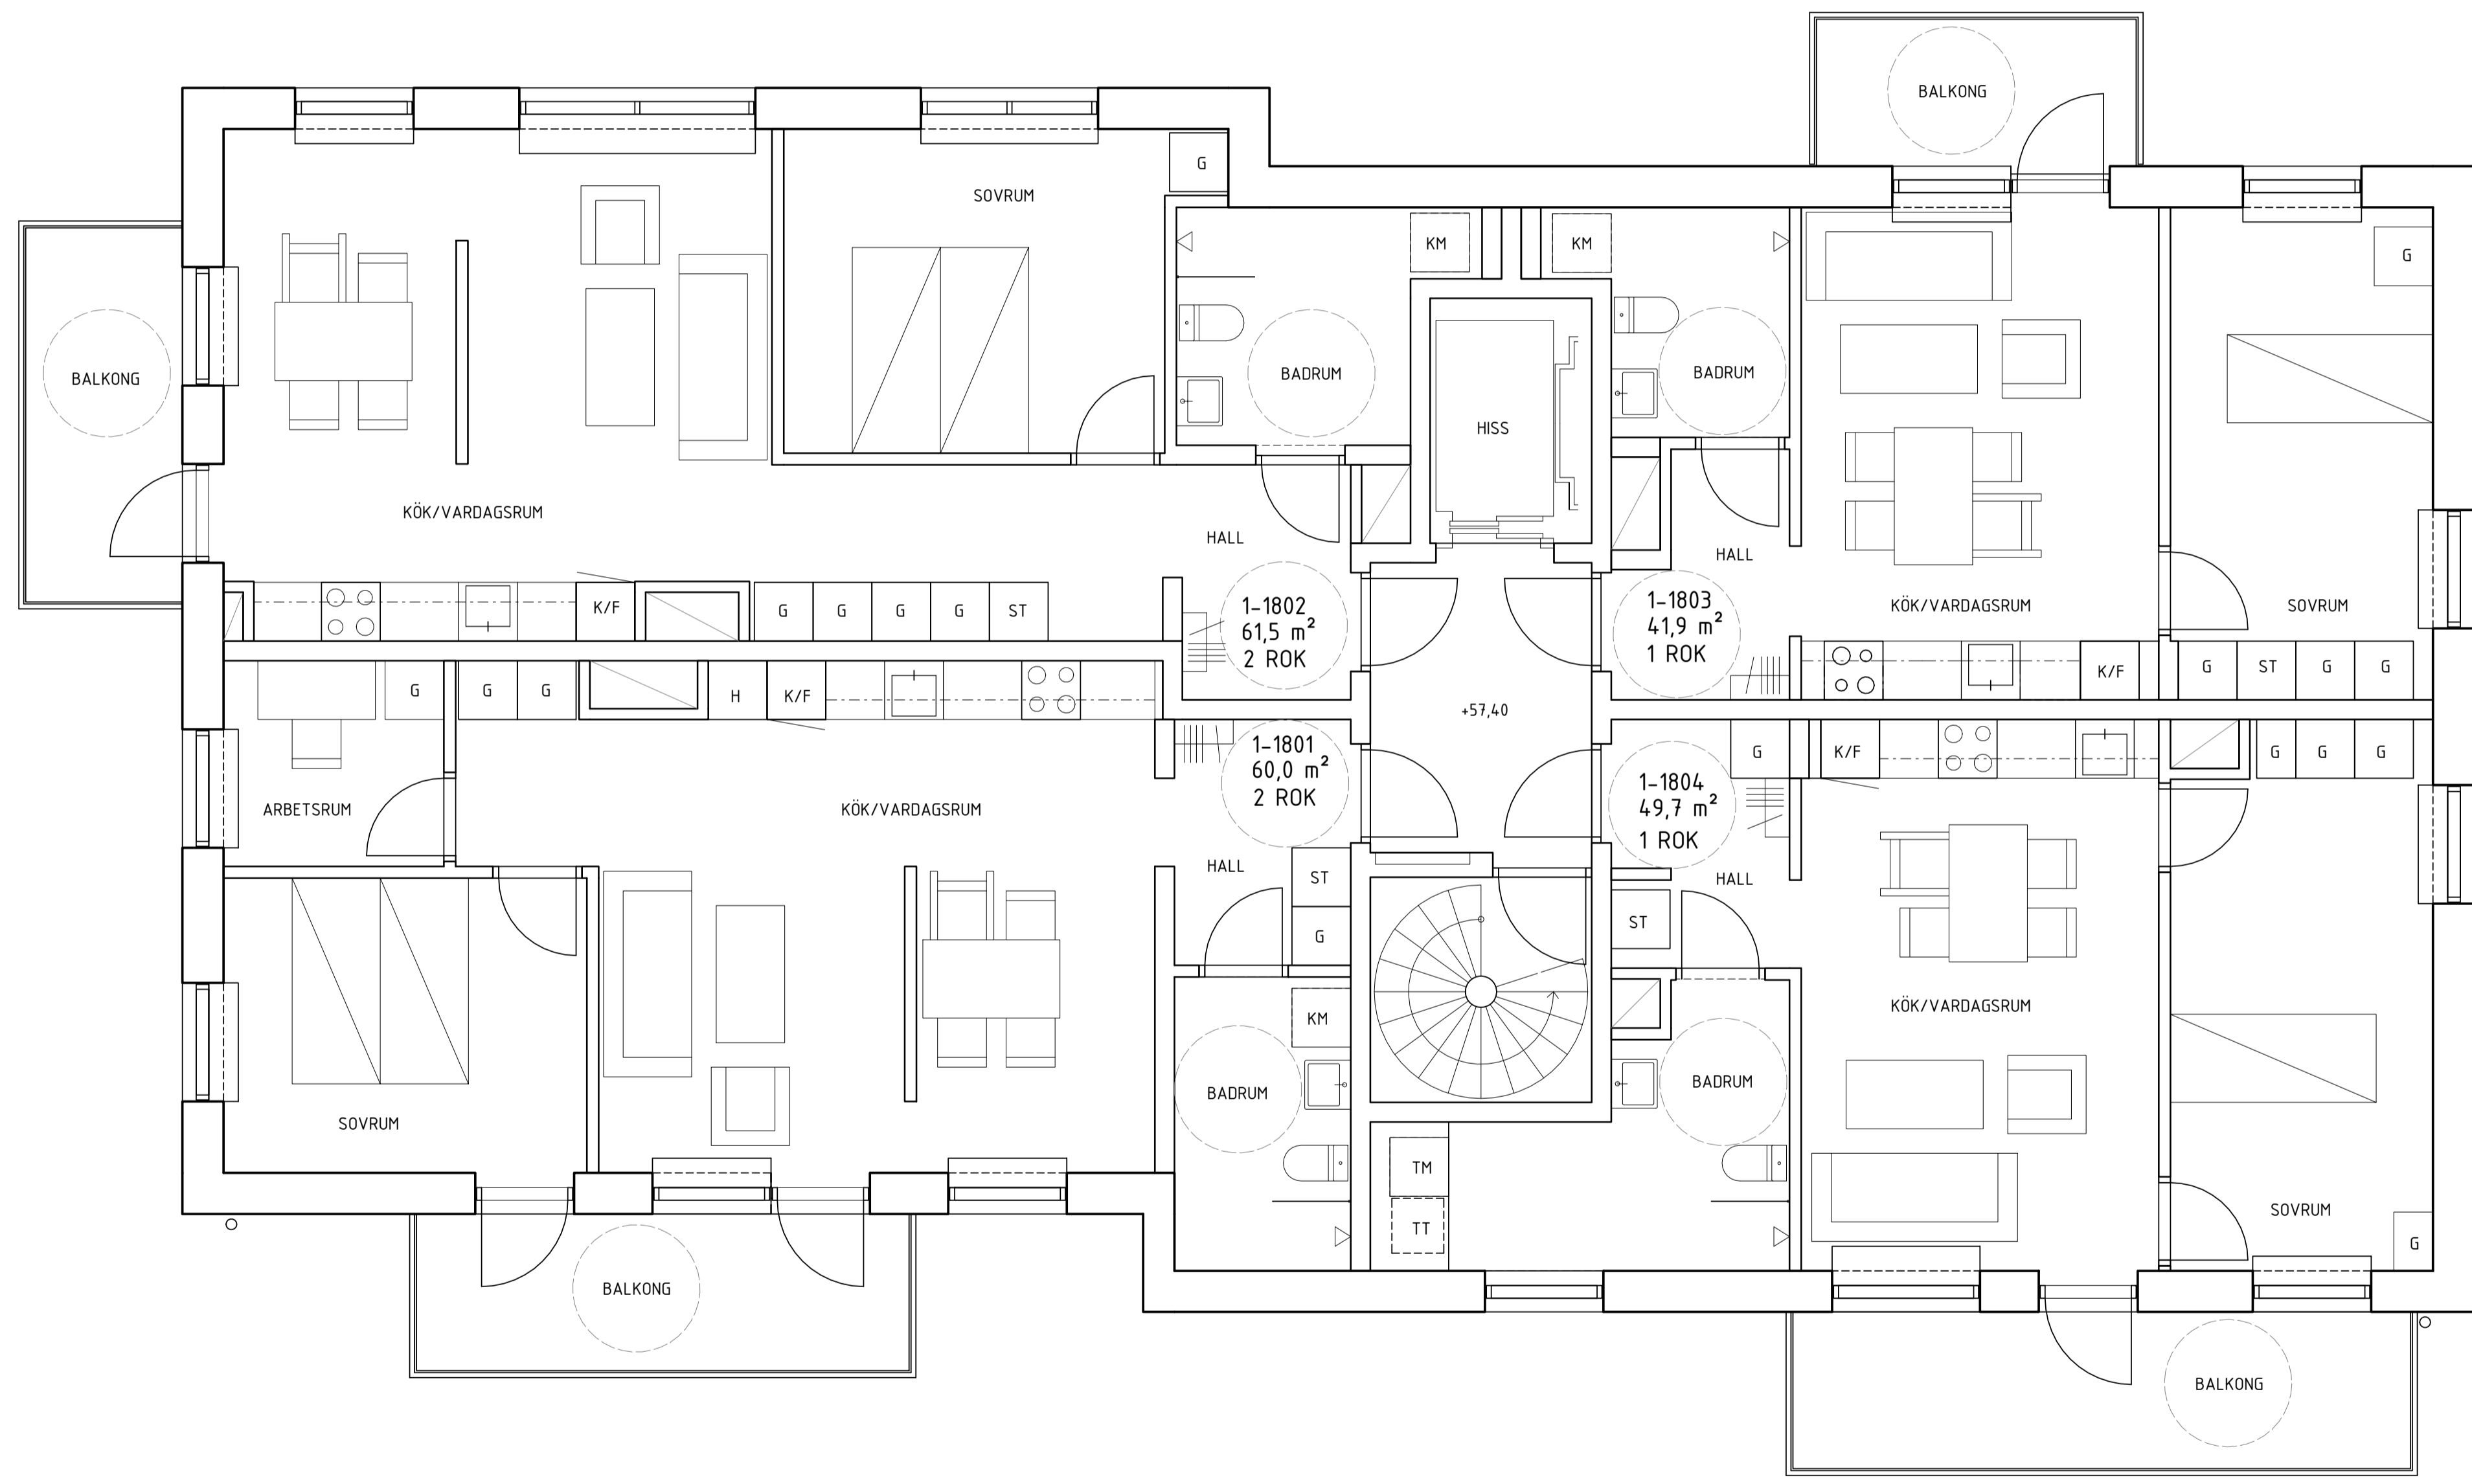 BALKONG
G
SOVRUM
KM
KM
G
BALKONG
BADRUM
BADRUM
HISS
KÖK/VARDAGSRUM
HALL
HALL
K/F
G
G
G
G
ST
1-1802
61,5 m²
2 ROK
1-1803
41,9 m²
1 ROK
KÖK/VARDAGSRUM
SOVRUM
K/F
G
ST
G
G
G
G
G
H
K/F
+57,40
1-1801
60,0 m²
2 ROK
G
K/F
G
G
G
1-1804
49,7 m²
1 ROK
ARBETSRUM
KÖK/VARDAGSRUM
HALL
ST
G
HALL
ST
KÖK/VARDAGSRUM
KM
BADRUM
BADRUM
SOVRUM
TM
TT
SOVRUM
G
BALKONG
BALKONG